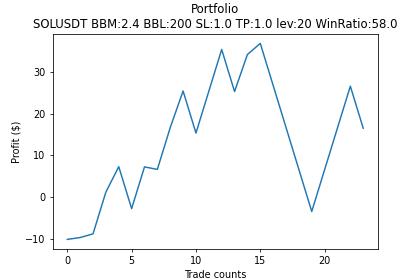 Portfolio
SOLUSDT BBM:2.4 BBL:200 SL:1.0 TP:1.0 lev:20 WinRatio:58.0
30
20
10
0
−10
Profit ($)
0 5 10 15 20
Trade counts